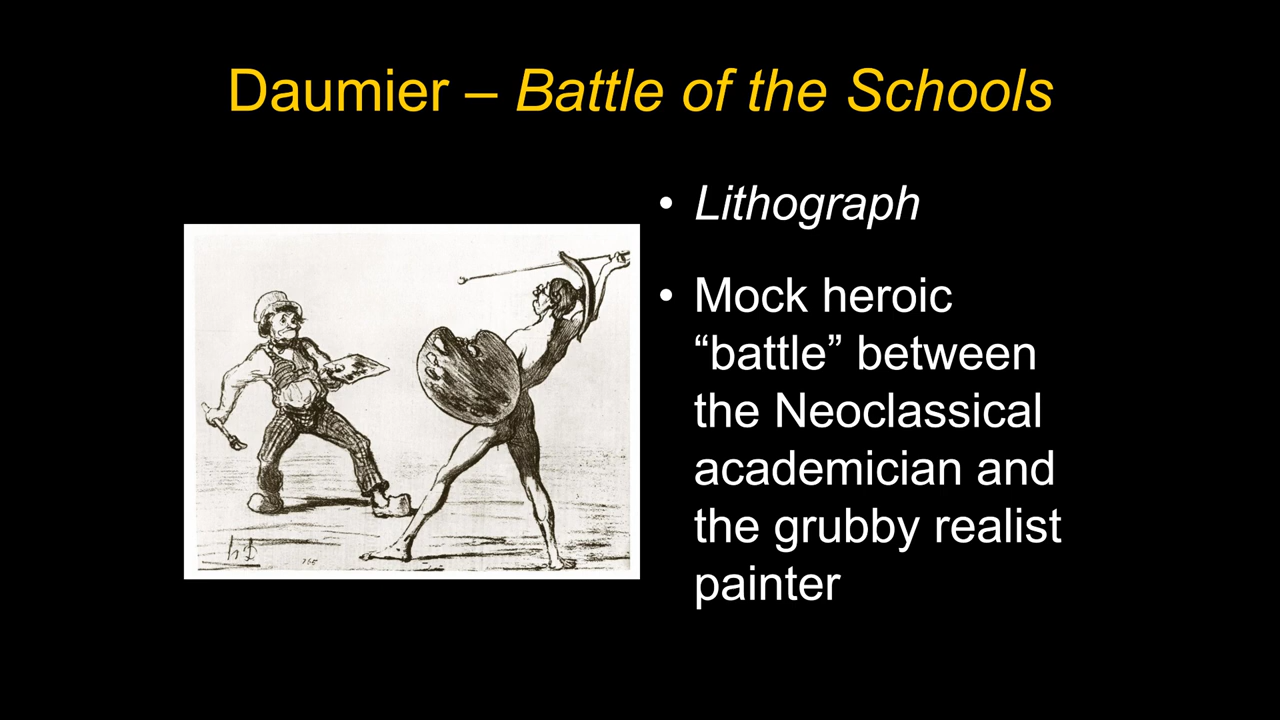 Daumier – Battle of the Schools
• Lithograph
• Mock heroic
“battle” between
the Neoclassical
academician and
the grubby realist
painter
h.D